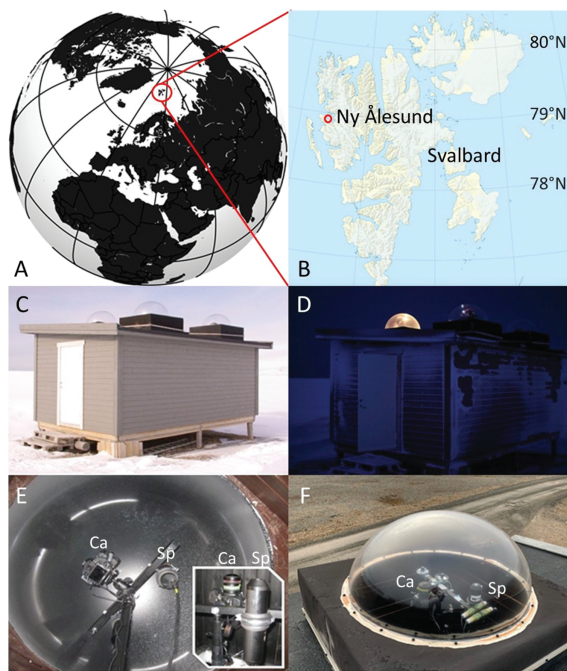 80°N
Ny Ålesund
79°N
Svalbard
78°N
A
B
C
D
E
Ca
Sp
Ca
Sp
F
Ca
Sp